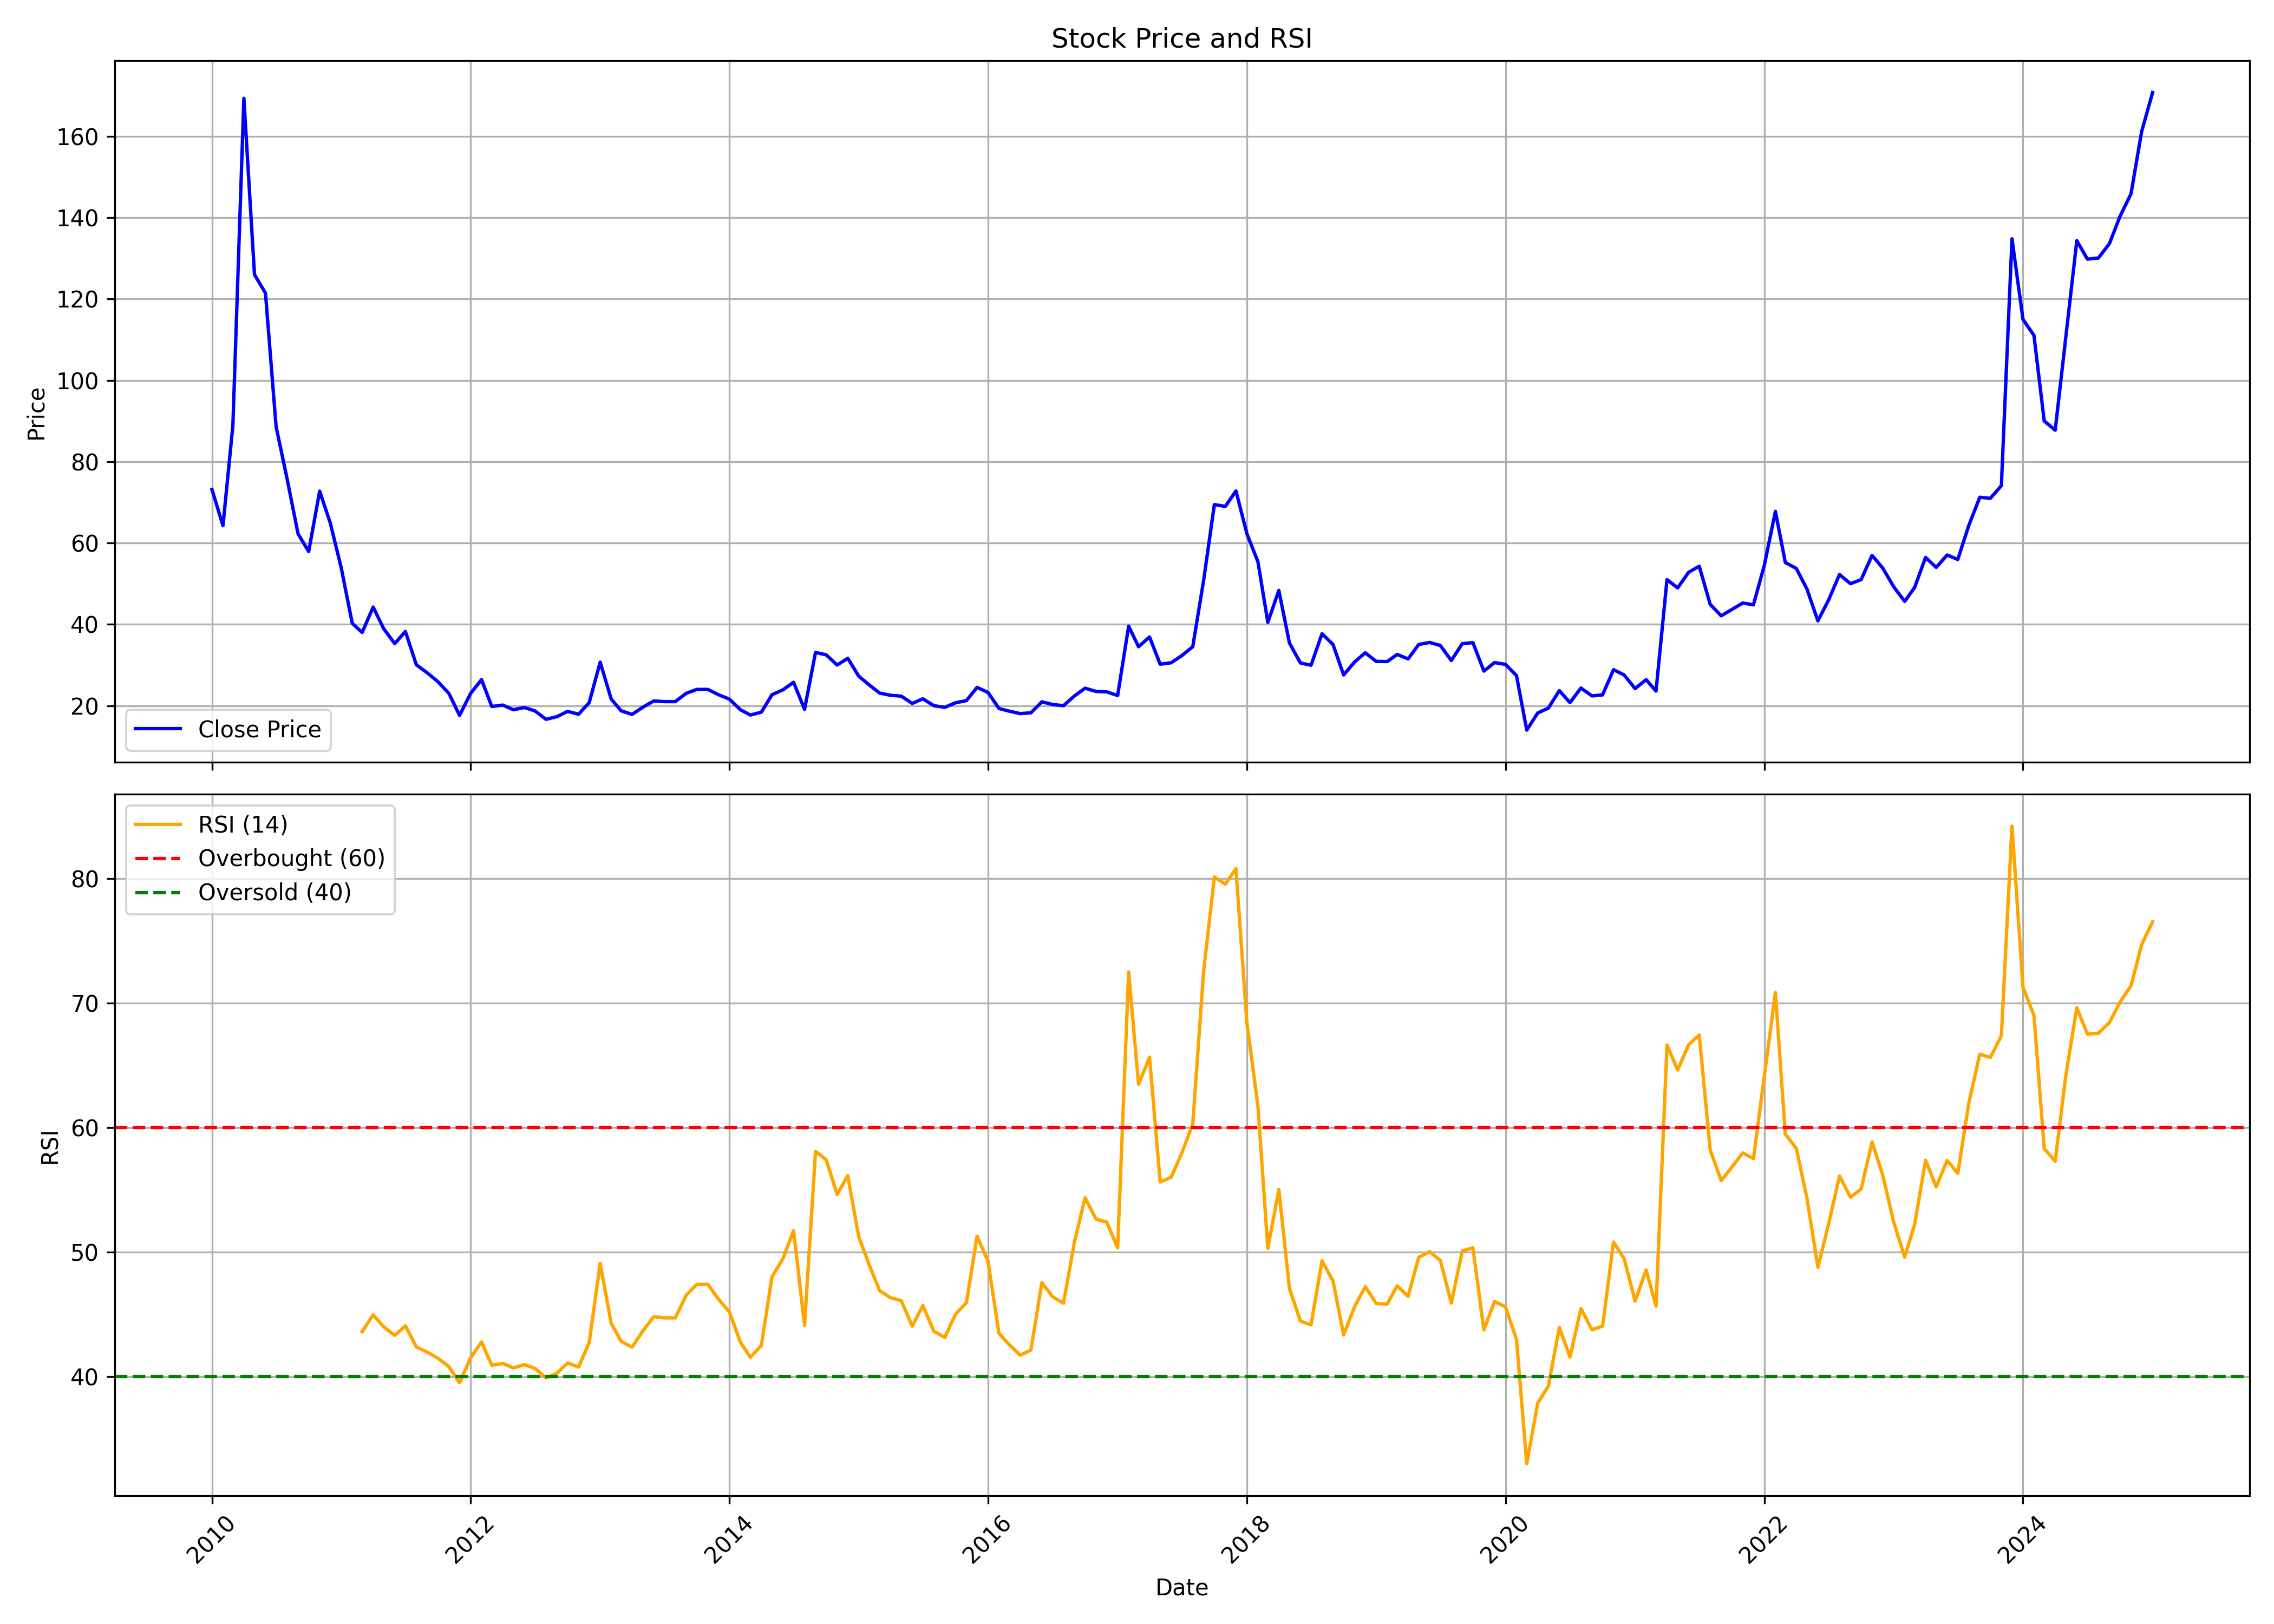 Stock Price and RSI
Price
160
140
120
100
80
60
40
20
Close Price
RSI
80
70
60
50
40
RSI (14)
Overbought (60)
Oversold (40)
2010
2012
2014
2016
2018
2020
2022
2024
Date